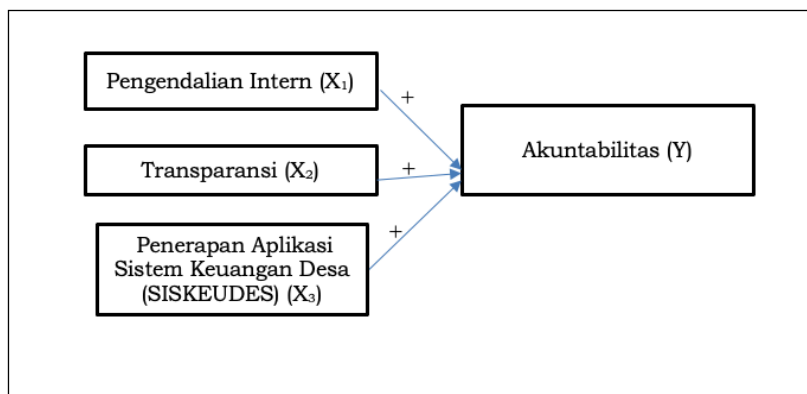 Pengendalian Intern (X₁)
+
Transparansi (X₂)
+
Akuntabilitas (Y)
Penerapan Aplikasi
Sistem Keuangan Desa
(SISKEUDES) (X₃)
+